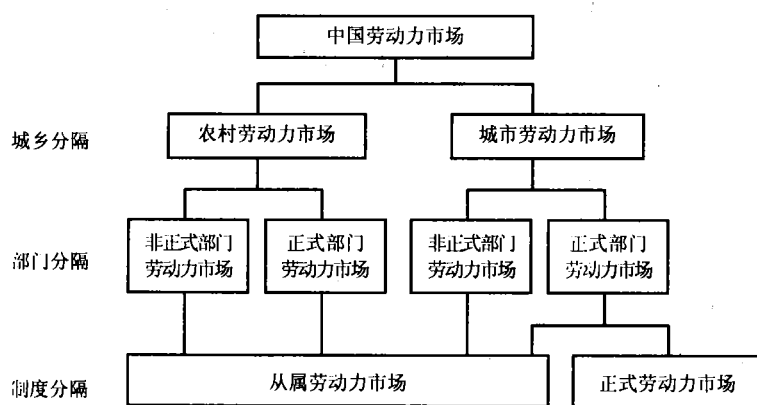 中国劳动力市场
城乡分隔
农村劳动力市场
城市劳动力市场
部门分隔
非正式部门
劳动力市场
正式部门
劳动力市场
非正式部门
劳动力市场
正式部门
劳动力市场
制度分隔
从属劳动力市场
正式劳动力市场